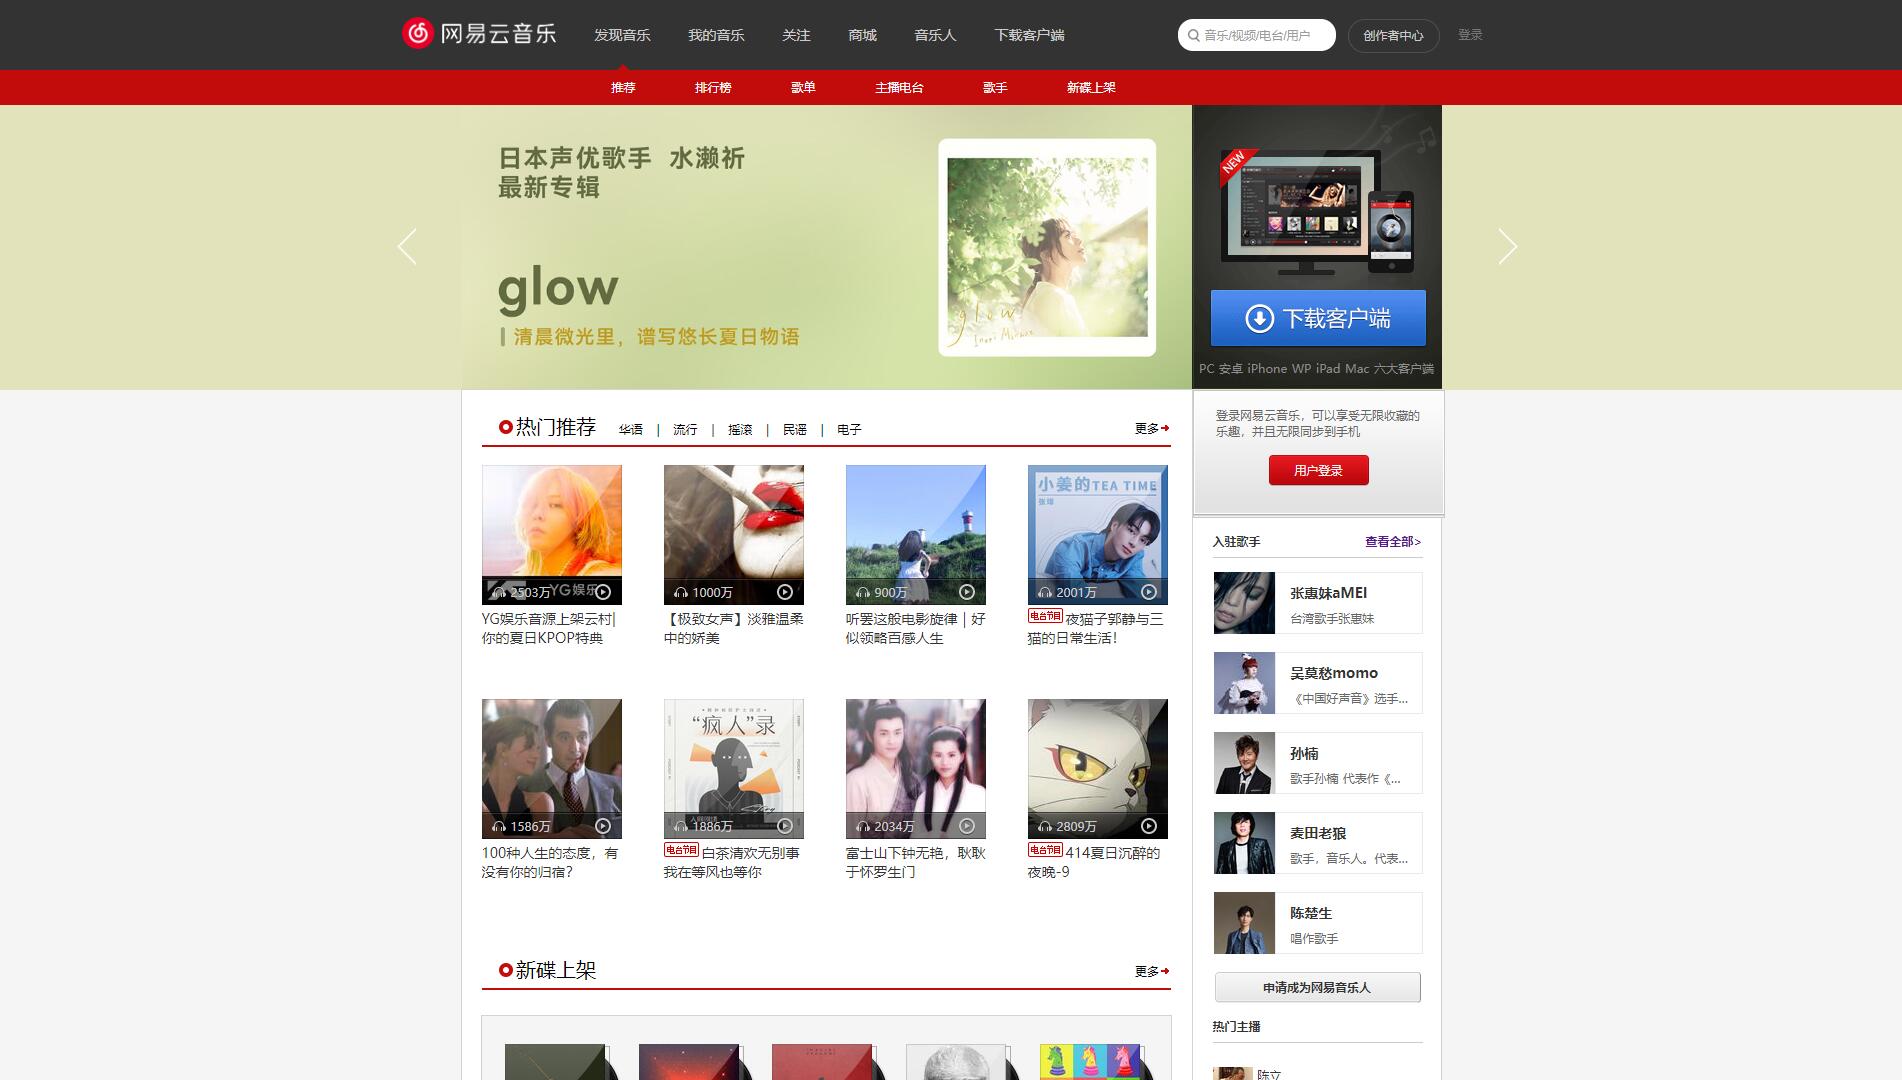 网易云音乐
发现音乐 我的音乐 关注 商城 音乐人 下载客户端
音乐/视频/电台/用户
创作者中心
登录
推荐 排行榜 歌单 主播电台 歌手 新碟上架
日本声优歌手 水濑祈
最新专辑
glow
清晨微光里，谱写悠长夏日物语
glow
NEW
下载客户端
PC 安卓 iPhone WP iPad Mac 六大客户端
热门推荐 华语 | 流行 | 摇滚 | 民谣 | 电子
更多
YG娱乐
2503万
YG娱乐音源上架云村|
你的夏日KPOP特典
1000万
【极致女声】淡雅温柔
中的娇美
900万
听罢这般电影旋律 | 好
似领略百感人生
小姜的TEA TIME
2001万
电台节目 夜猫子郭静与三
猫的日常生活！
1586万
100种人生的态度，有
没有你的归宿？
“疯人”录
1886万
电台节目 白茶清欢无别事
我在等风也等你
2034万
富士山下钟无艳，耿耿
于怀罗生门
2809万
电台节目 414夏日沉醉的
夜晚-9
新碟上架
更多
登录网易云音乐，可以享受无限收藏的
乐趣，并且无限同步到手机
用户登录
入驻歌手
查看全部>
张惠妹aMEI
台湾歌手张惠妹
吴莫愁momo
《中国好声音》选手...
孙楠
歌手孙楠 代表作《...
麦田老狼
歌手，音乐人。代表...
陈楚生
唱作歌手
申请成为网易音乐人
热门主播
陈立